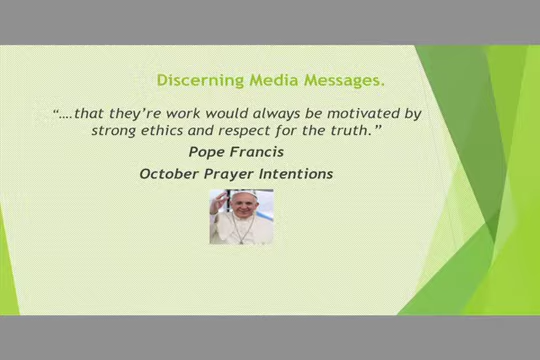 Discerning Media Messages.
“….that they’re work would always be motivated by
strong ethics and respect for the truth.”
Pope Francis
October Prayer Intentions